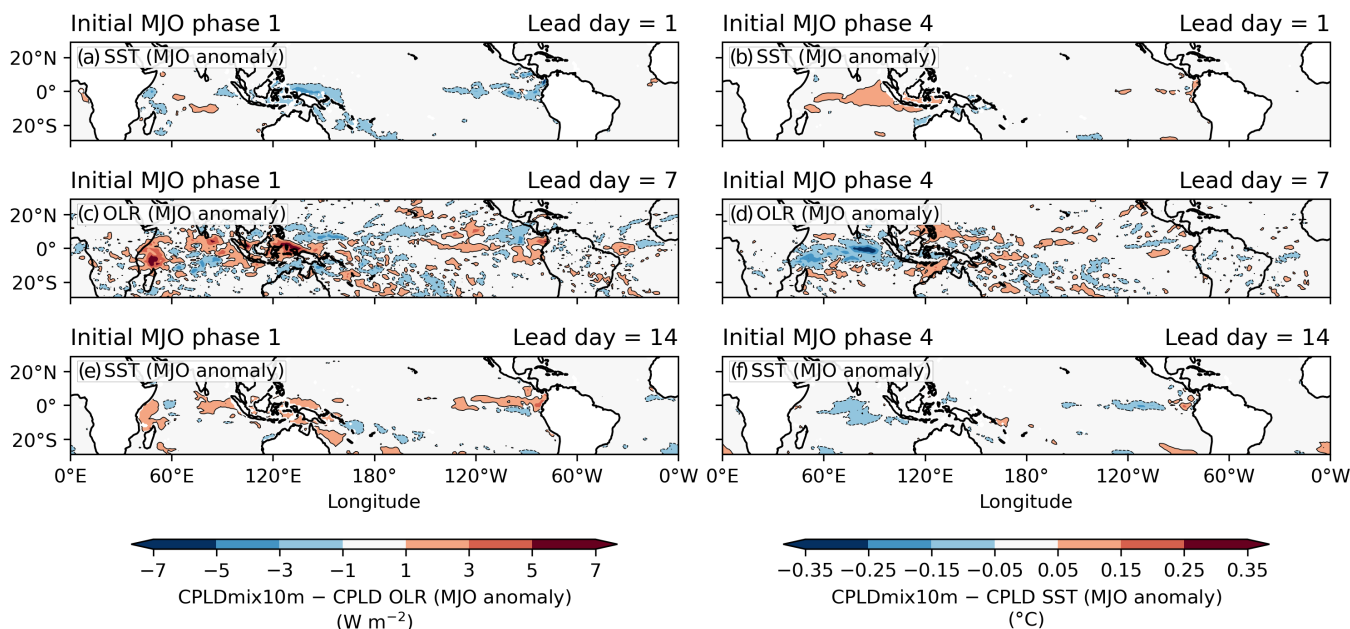 Initial MJO phase 1 Lead day = 1
(a) SST (MJO anomaly)
20°N
0°
20°S
Initial MJO phase 4 Lead day = 1
(b) SST (MJO anomaly)
Initial MJO phase 1 Lead day = 7
(c) OLR (MJO anomaly)
20°N
0°
20°S
Initial MJO phase 4 Lead day = 7
(d) OLR (MJO anomaly)
Initial MJO phase 1 Lead day = 14
(e) SST (MJO anomaly)
20°N
0°
20°S
0°E 60°E 120°E 180°E 120°W 60°W 0°W
Longitude
Initial MJO phase 4 Lead day = 14
(f) SST (MJO anomaly)
0°E 60°E 120°E 180°E 120°W 60°W 0°W
Longitude
−7 −5 −3 −1 1 3 5 7
CPLDmix10m − CPLD OLR (MJO anomaly)
(W m⁻²)
−0.35 −0.25 −0.15 −0.05 0.05 0.15 0.25 0.35
CPLDmix10m − CPLD SST (MJO anomaly)
(°C)